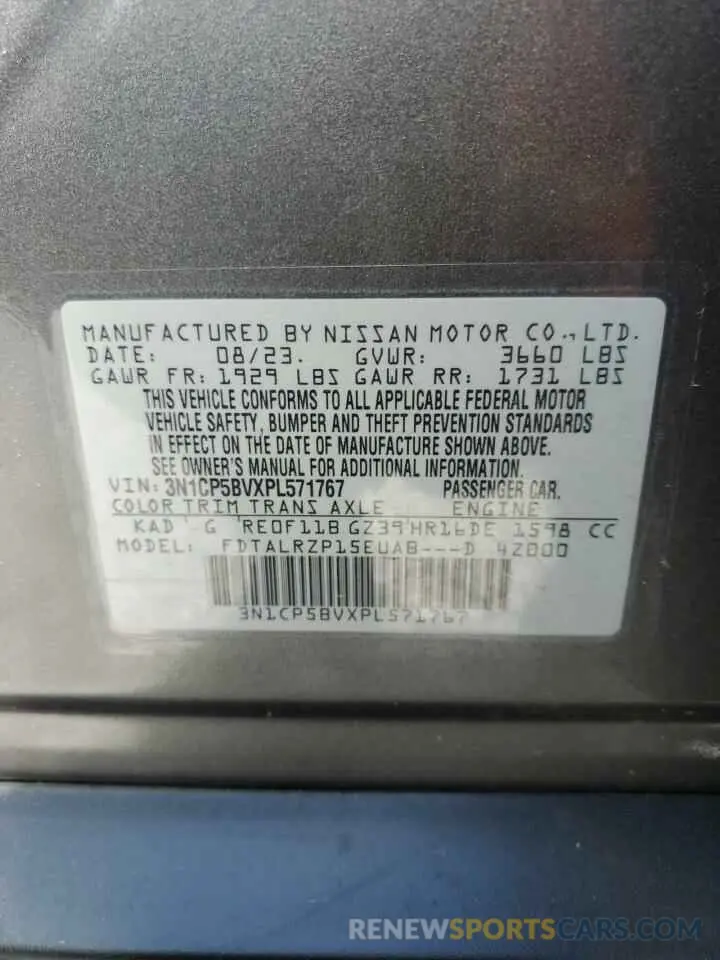 MANUFACTURED BY NISSAN MOTOR CO., LTD.
DATE: 08/23. GVWR: 3660 LBS
GAWR FR: 1929 LBS GAWR RR: 1731 LBS
THIS VEHICLE CONFORMS TO ALL APPLICABLE FEDERAL MOTOR
VEHICLE SAFETY, BUMPER AND THEFT PREVENTION STANDARDS
IN EFFECT ON THE DATE OF MANUFACTURE SHOWN ABOVE.
SEE OWNER'S MANUAL FOR ADDITIONAL INFORMATION.
VIN: 3N1CP5BVXPL571767 PASSENGER CAR.
COLOR TRIM TRANS AXLE ENGINE
KAD G RE0F11B GZ39 HR16DE 1598 CC
MODEL: FDTALRZP15EUAB---D 42000
3N1CP5BVXPL571767
RENEWSPORTSCARS.COM